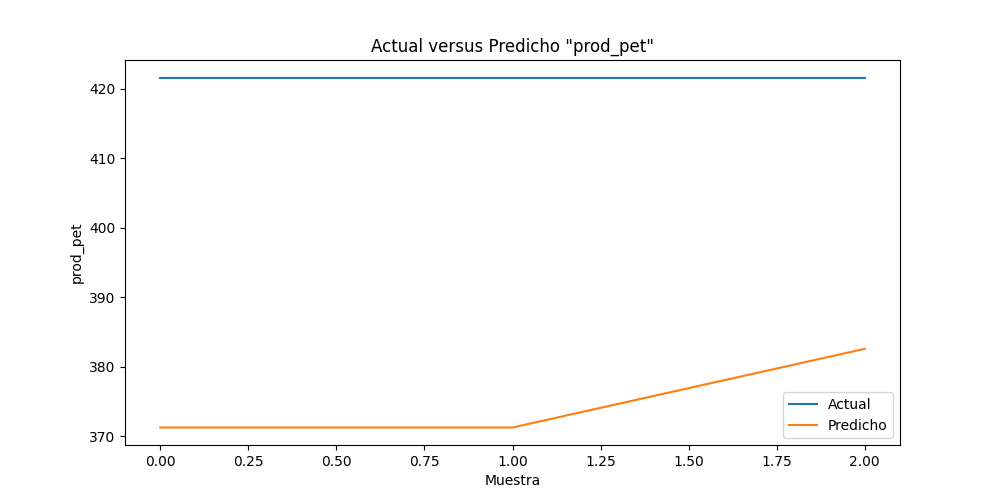 Actual versus Predicho "prod_pet"
prod_pet
420
410
400
390
380
370
0.00 0.25 0.50 0.75 1.00 1.25 1.50 1.75 2.00
Muestra
Actual
Predicho